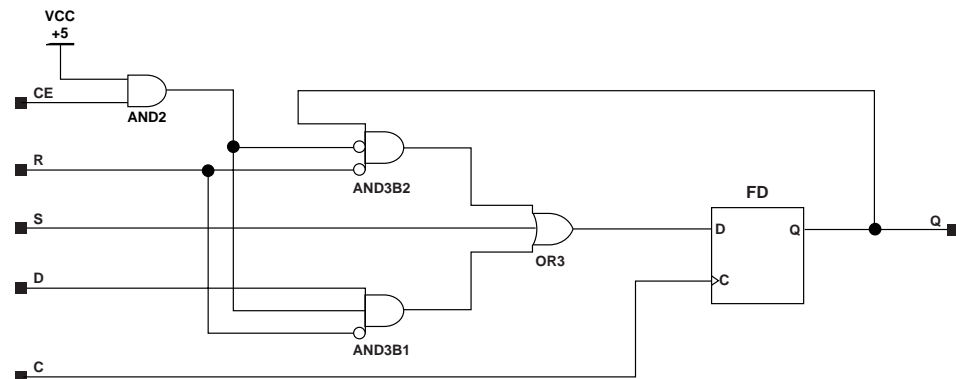 VCC
+5
CE
AND2
R
AND3B2
FD
S
D
Q
Q
OR3
D
C
AND3B1
C